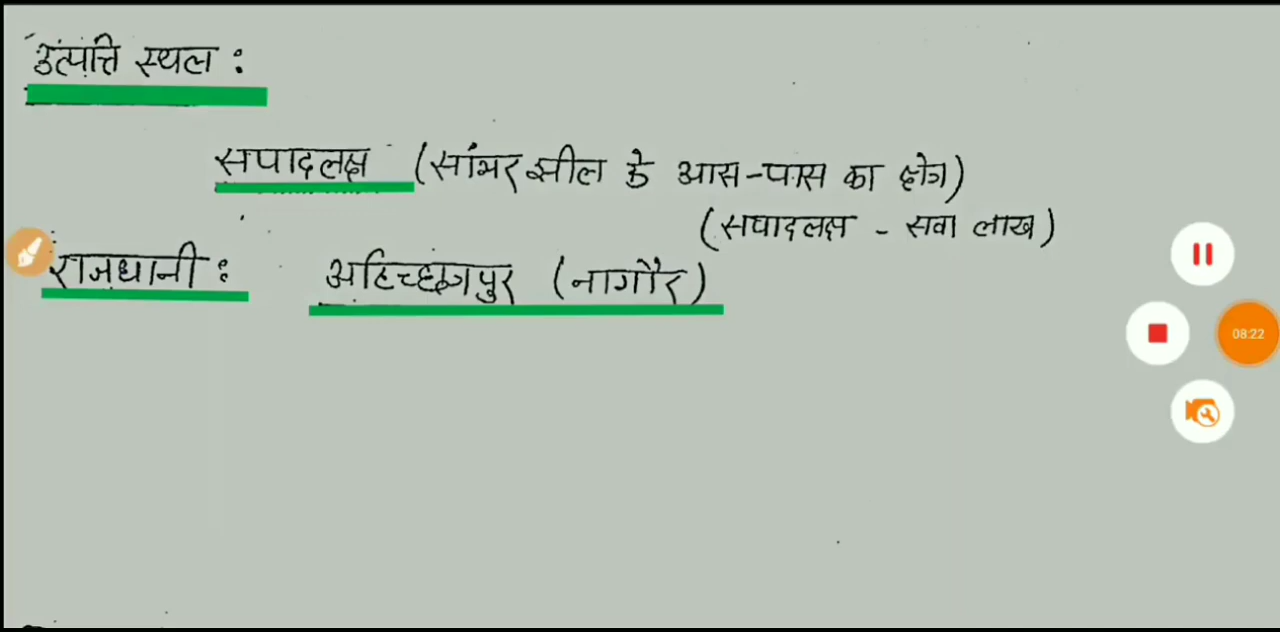 उत्पत्ति स्थल :
सपादलक्ष (सांभर झील के आस-पास का क्षेत्र)
(सपादलक्ष - सवा लाख)
राजधानी : अहिच्छत्रपुर (नागौर)
08:22